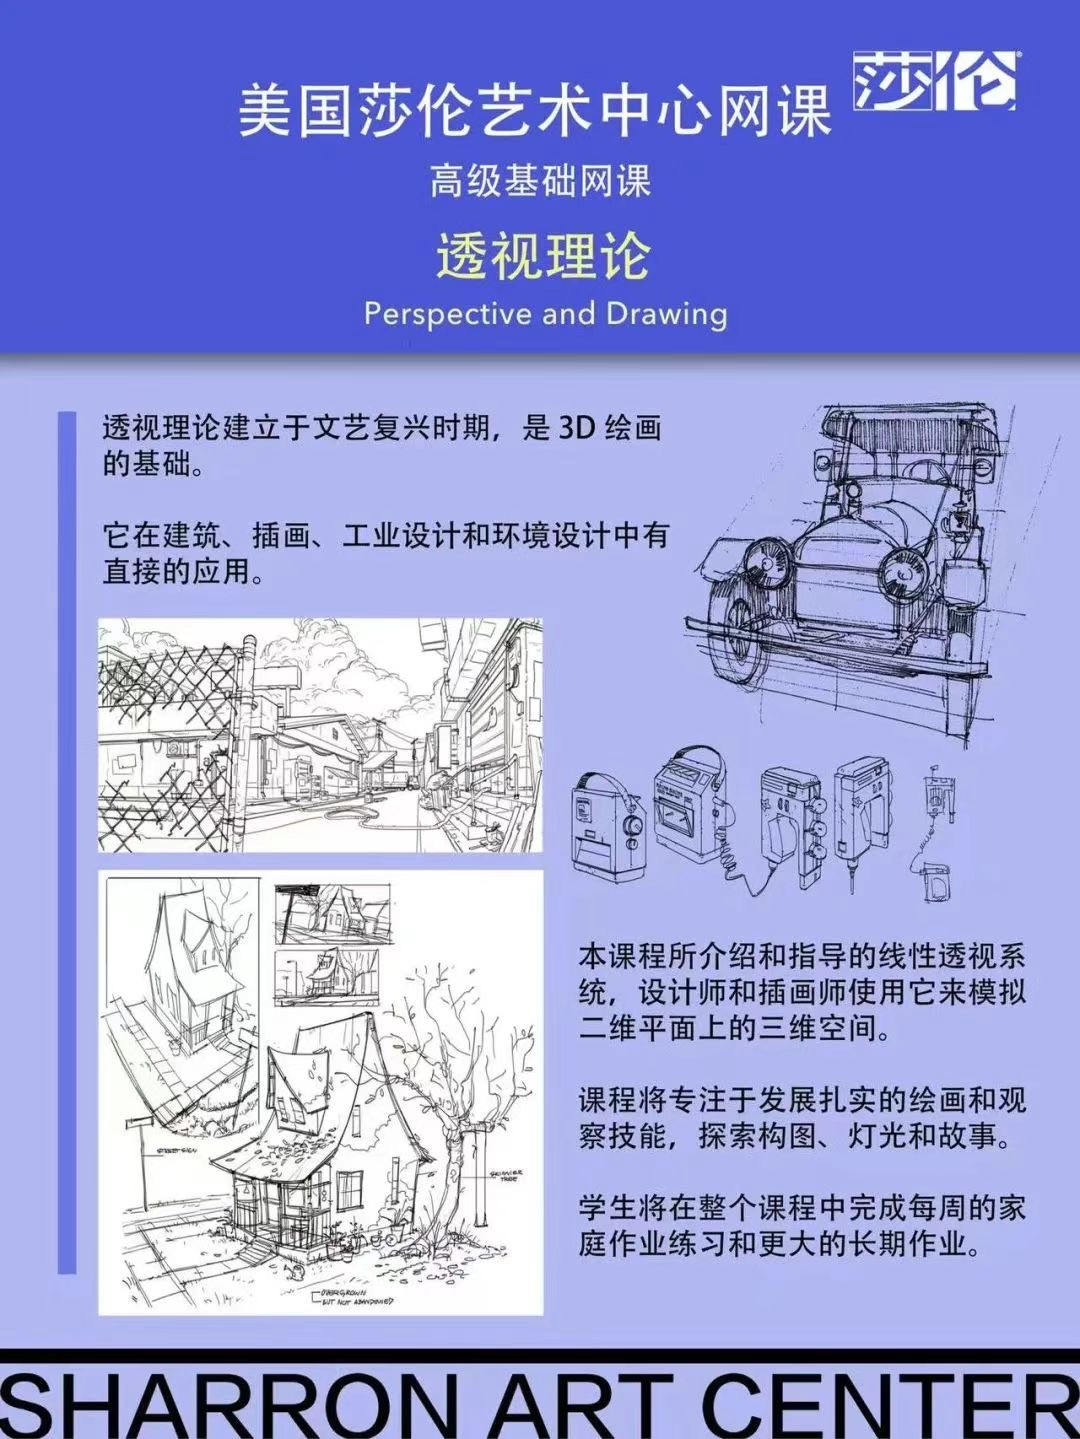 莎伦®
美国莎伦艺术中心网课
高级基础网课
透视理论
Perspective and Drawing
透视理论建立于文艺复兴时期，是 3D 绘画
的基础。
它在建筑、插画、工业设计和环境设计中有
直接的应用。
本课程所介绍和指导的线性透视系
统，设计师和插画师使用它来模拟
二维平面上的三维空间。
课程将专注于发展扎实的绘画和观
察技能，探索构图、灯光和故事。
学生将在整个课程中完成每周的家
庭作业练习和更大的长期作业。
STREET SIGN
SKINNIER
TREE
OVERGROWN
BUT NOT ABANDONED
SHARRON ART CENTER